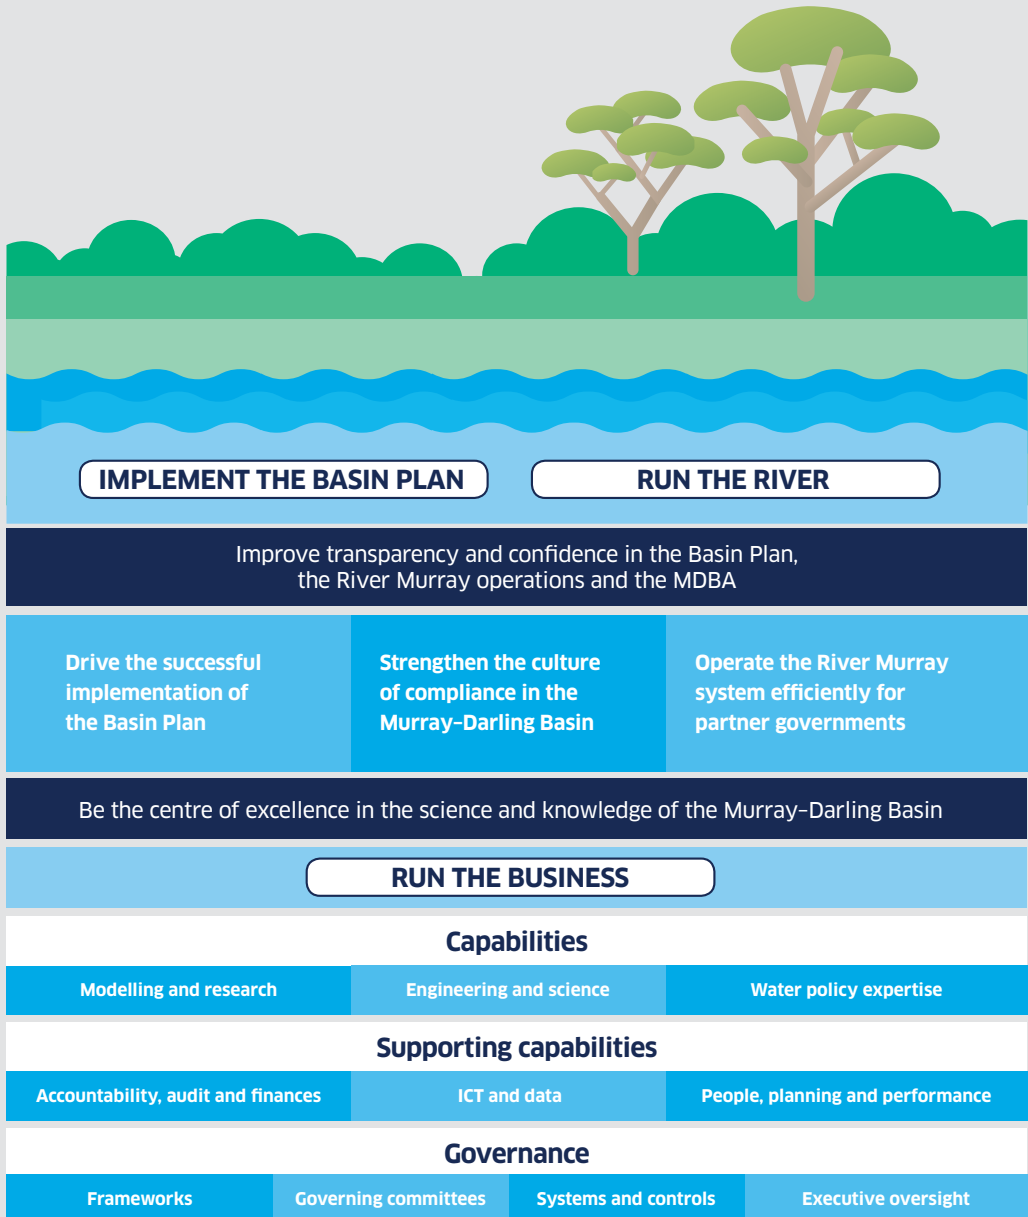 IMPLEMENT THE BASIN PLAN
RUN THE RIVER
Improve transparency and confidence in the Basin Plan,
the River Murray operations and the MDBA
Drive the successful
implementation of
the Basin Plan
Strengthen the culture
of compliance in the
Murray–Darling Basin
Operate the River Murray
system efficiently for
partner governments
Be the centre of excellence in the science and knowledge of the Murray–Darling Basin
RUN THE BUSINESS
Capabilities
Modelling and research
Engineering and science
Water policy expertise
Supporting capabilities
Accountability, audit and finances
ICT and data
People, planning and performance
Governance
Frameworks
Governing committees
Systems and controls
Executive oversight